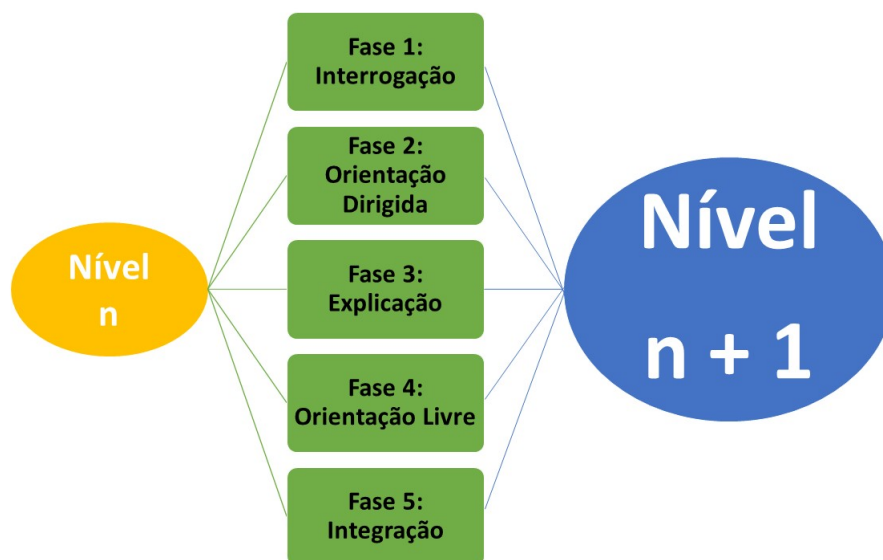 Fase 1:
Interrogação
Fase 2:
Orientação
Dirigida
Nível
n
Fase 3:
Explicação
Nível
n + 1
Fase 4:
Orientação Livre
Fase 5:
Integração